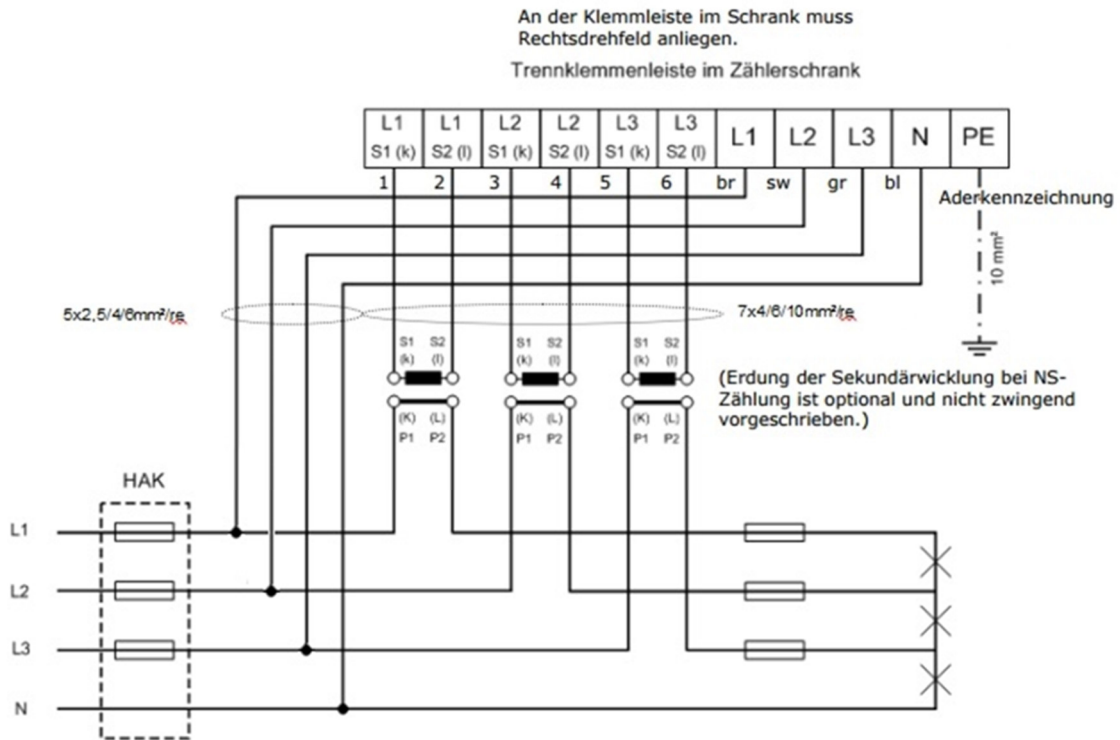 An der Klemmleiste im Schrank muss
Rechtsdrehfeld anliegen.
Trennklemmenleiste im Zählerschrank
L1 L1 L2 L2 L3 L3 L1 L2 L3 N PE
S1 (k) S2 (l) S1 (k) S2 (l) S1 (k) S2 (l)
1 2 3 4 5 6 br sw gr bl
Aderkennzeichnung
10 mm²
5x2,5/4/6mm²/re
7x4/6/10mm²/re
S1 S2 S1 S2 S1 S2
(k) (l) (k) (l) (k) (l)
(K) (L) (K) (L) (K) (L)
P1 P2 P1 P2 P1 P2
(Erdung der Sekundärwicklung bei NS-
Zählung ist optional und nicht zwingend
vorgeschrieben.)
HAK
L1
L2
L3
N